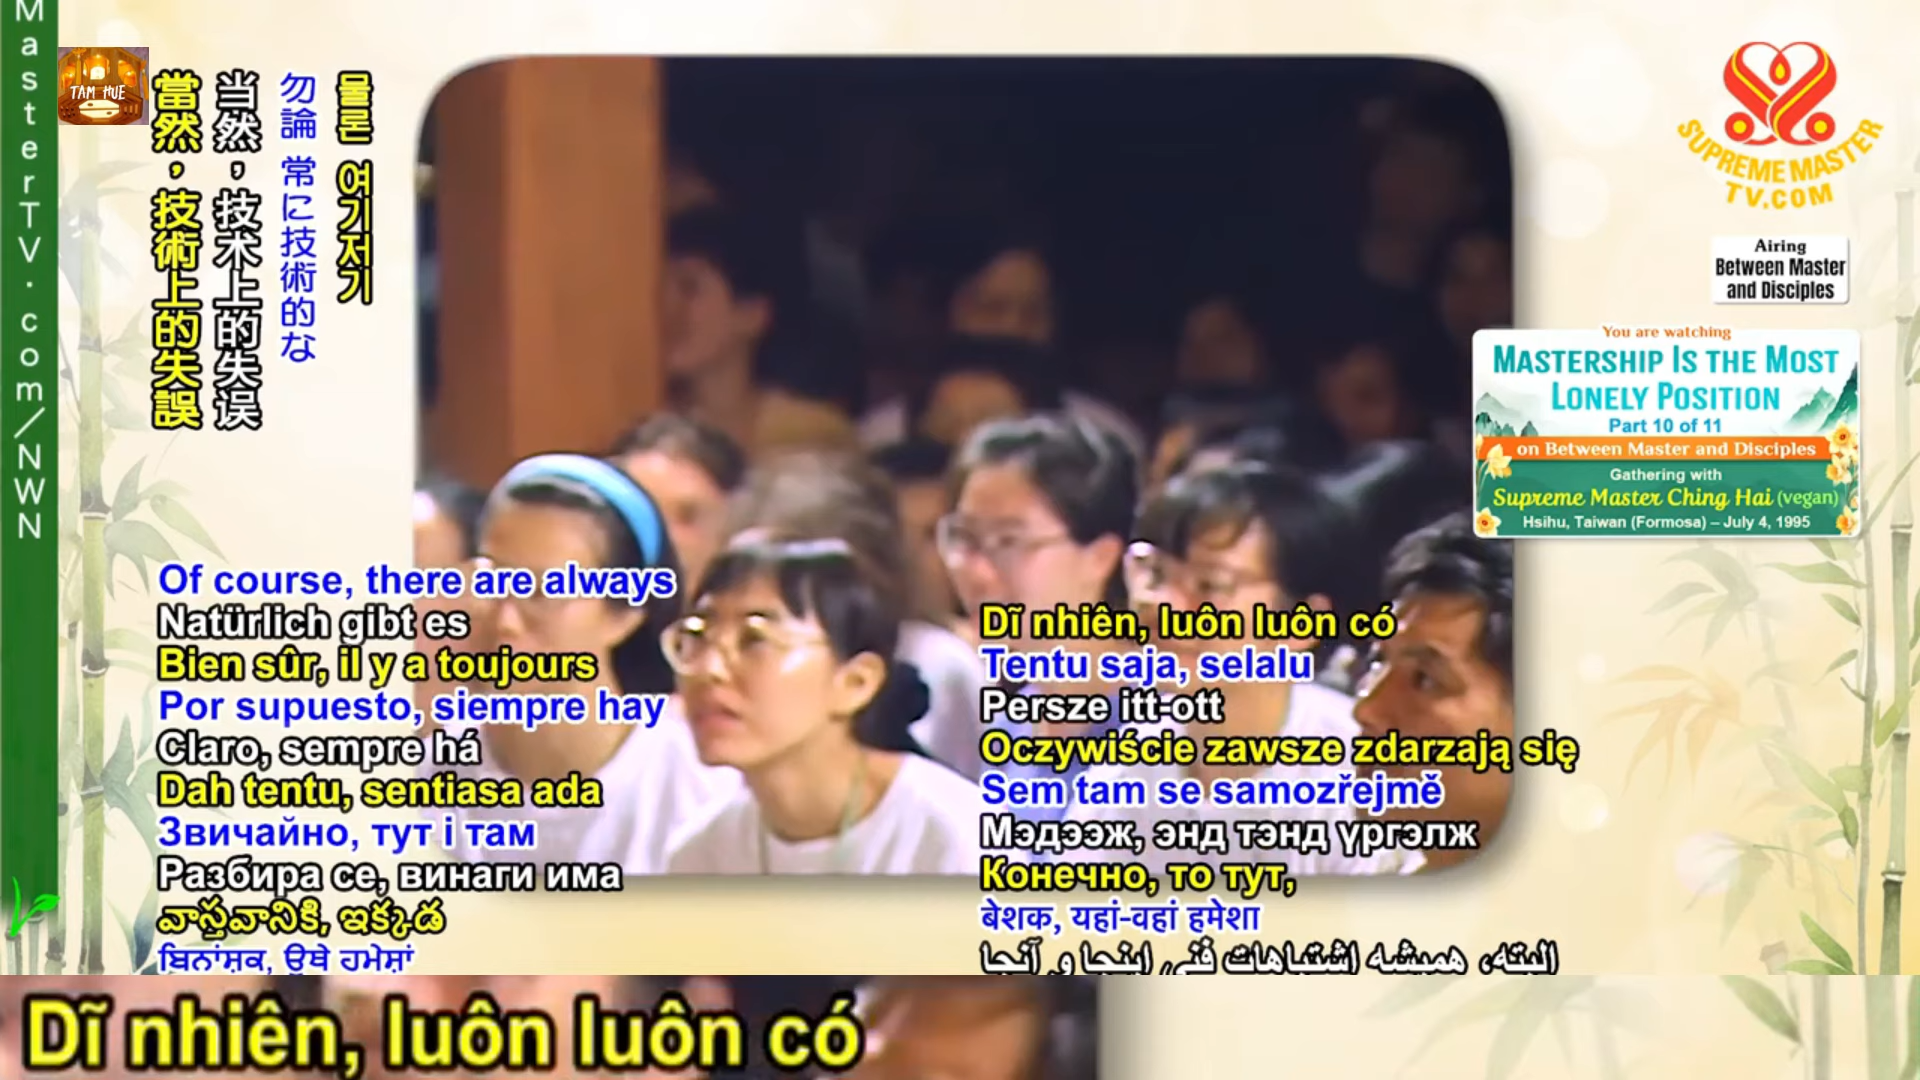 MasterTV.com/NWN
TAM HUE
當然，技術上的失誤
当然，技术上的失误
勿論 常に技術的な
물론 여기저기
SUPREME MASTER
TV.COM
Airing
Between Master
and Disciples
You are watching
MASTERSHIP IS THE MOST
LONELY POSITION
Part 10 of 11
on Between Master and Disciples
Gathering with
Supreme Master Ching Hai (vegan)
Hsihu, Taiwan (Formosa) – July 4, 1995
Of course, there are always
Natürlich gibt es
Bien sûr, il y a toujours
Por supuesto, siempre hay
Claro, sempre há
Dah tentu, sentiasa ada
Звичайно, тут і там
Разбира се, винаги има
వాస్తవానికి, ఇక్కడ
ਬਿਨਾਂਸ਼ਕ, ਉਥੇ ਹਮੇਸ਼ਾਂ
Dĩ nhiên, luôn luôn có
Tentu saja, selalu
Persze itt-ott
Oczywiście zawsze zdarzają się
Sem tam se samozřejmě
Мэдээж, энд тэнд үргэлж
Конечно, то тут,
बेशक, यहां-वहां हमेशा
البته، همیشه اشتباهات فنی اینجا و آنجا
Dĩ nhiên, luôn luôn có